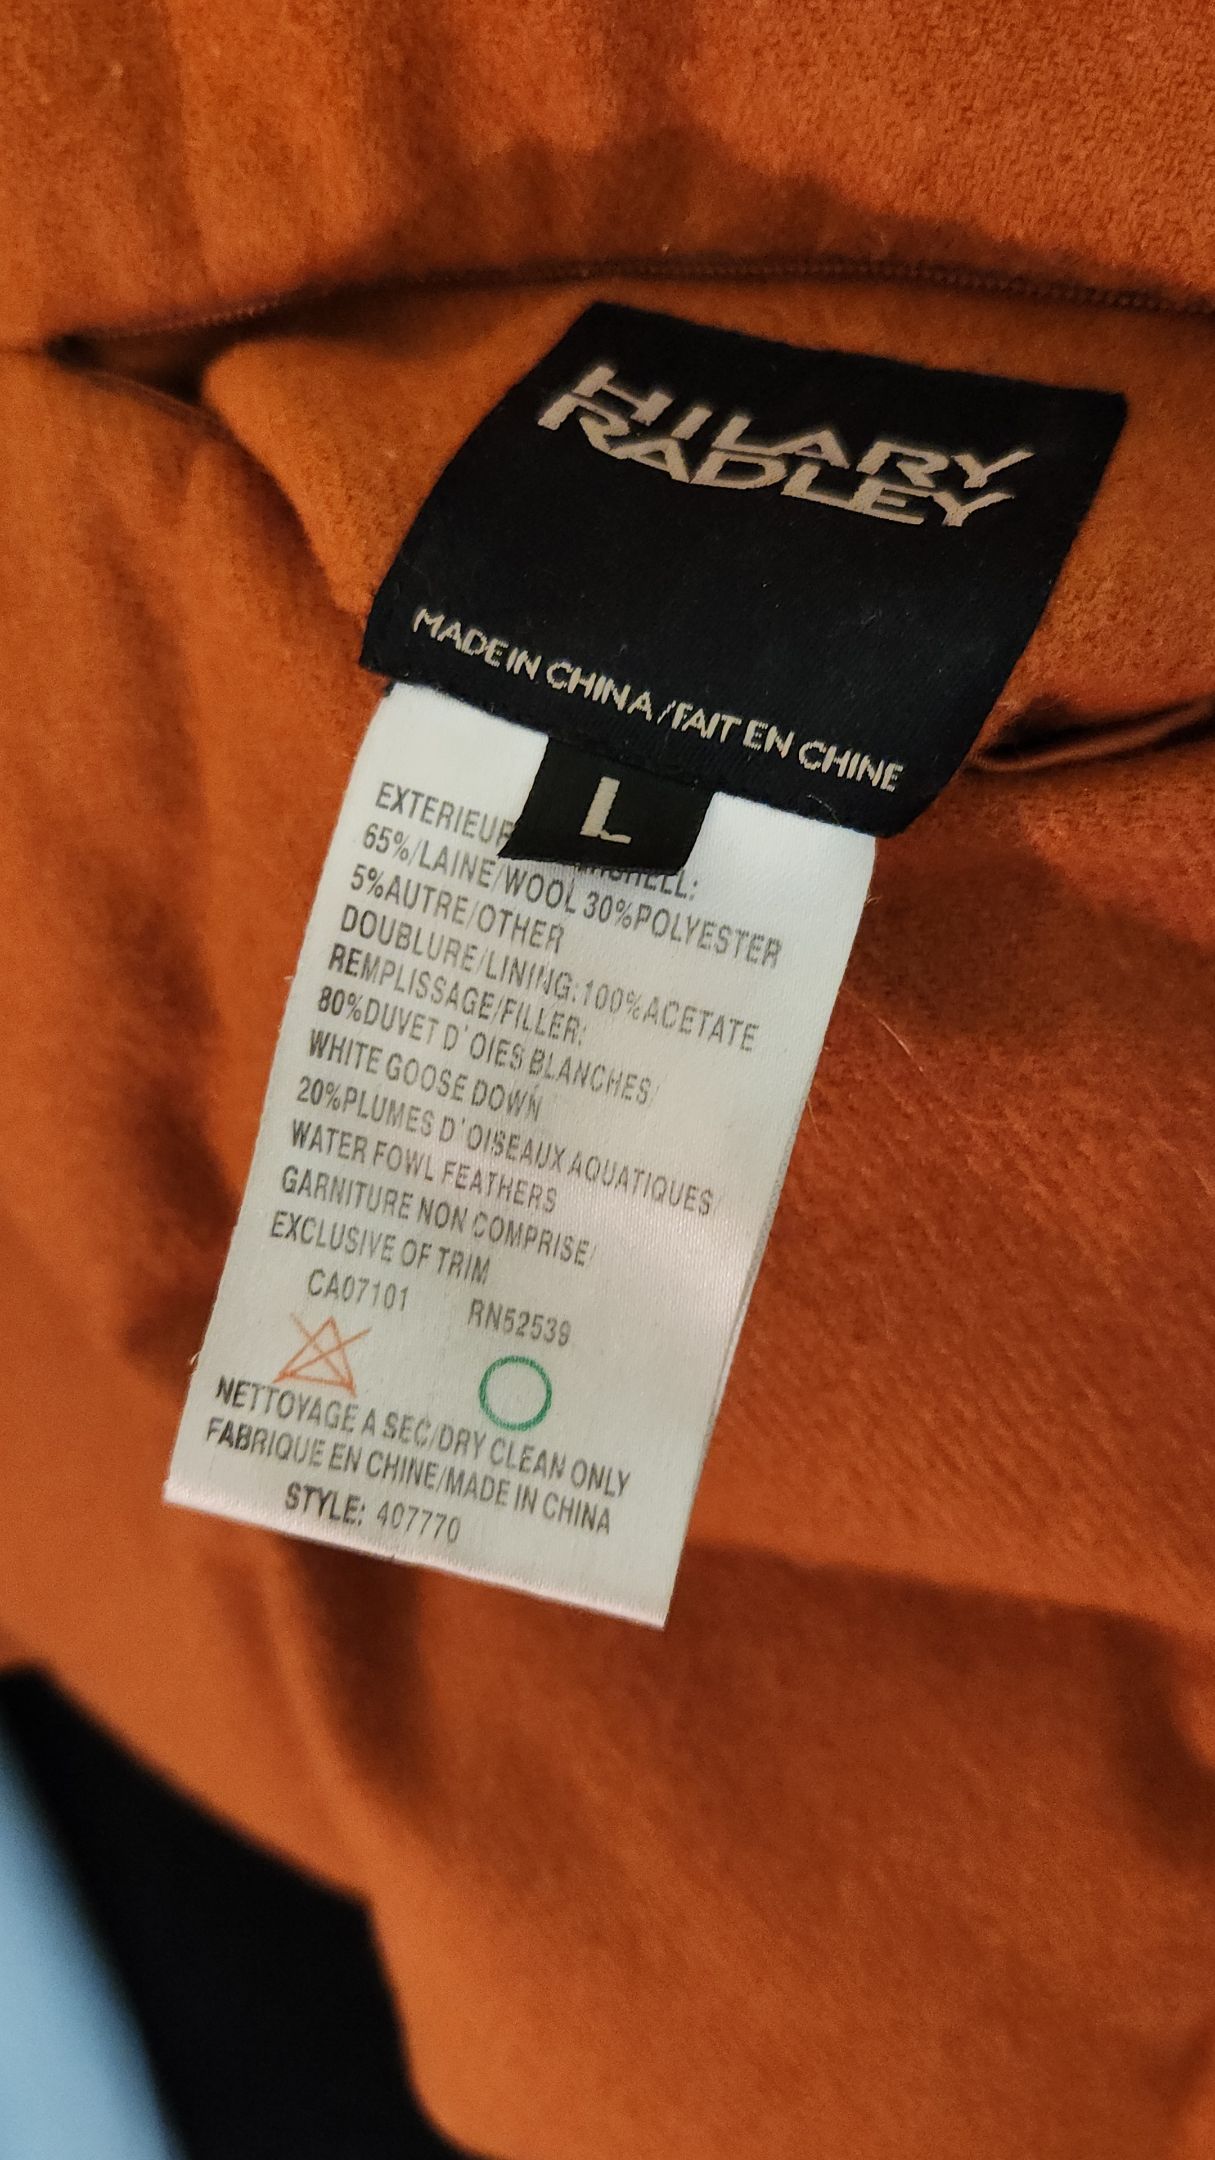 HILARY
RADLEY
MADE IN CHINA/FAIT EN CHINE
L
EXTERIEUR
65%/LAINE/WOOL 30%POLYESTER
5%AUTRE/OTHER
DOUBLURE/LINING:100%ACETATE
REMPLISSAGE/FILLER:
80%DUVET D'OIES BLANCHES/
WHITE GOOSE DOWN
20%PLUMES D'OISEAUX AQUATIQUES/
WATER FOWL FEATHERS
GARNITURE NON COMPRISE/
EXCLUSIVE OF TRIM
CA07101 RN52539
NETTOYAGE A SEC/DRY CLEAN ONLY
FABRIQUE EN CHINE/MADE IN CHINA
STYLE: 407770